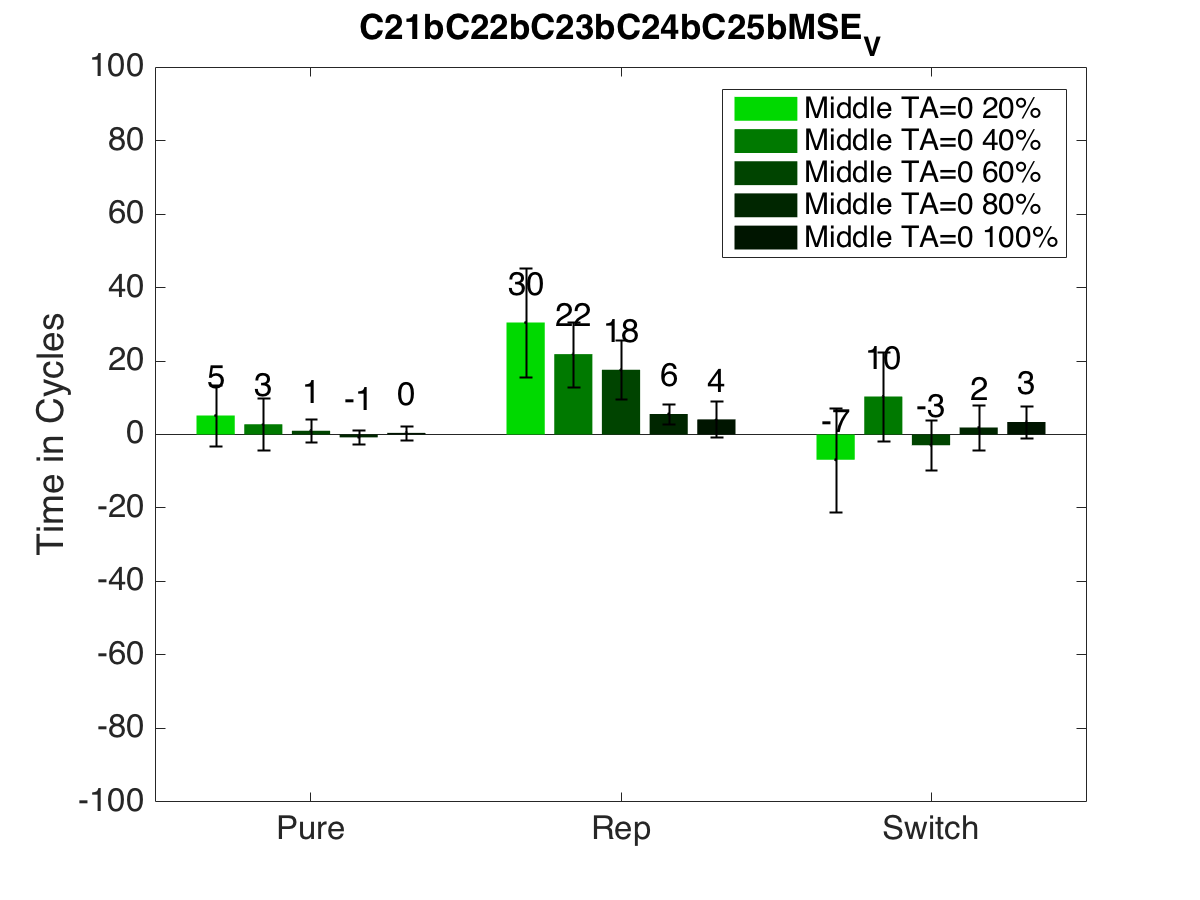 C21bC22bC23bC24bC25bMSE_V
100
80
60
40
20
0
-20
-40
-60
-80
-100
Time in Cycles
Middle TA=0 20%
Middle TA=0 40%
Middle TA=0 60%
Middle TA=0 80%
Middle TA=0 100%
5 3 1 -1 0
30 22 18 6 4
-7 10 -3 2 3
Pure Rep Switch